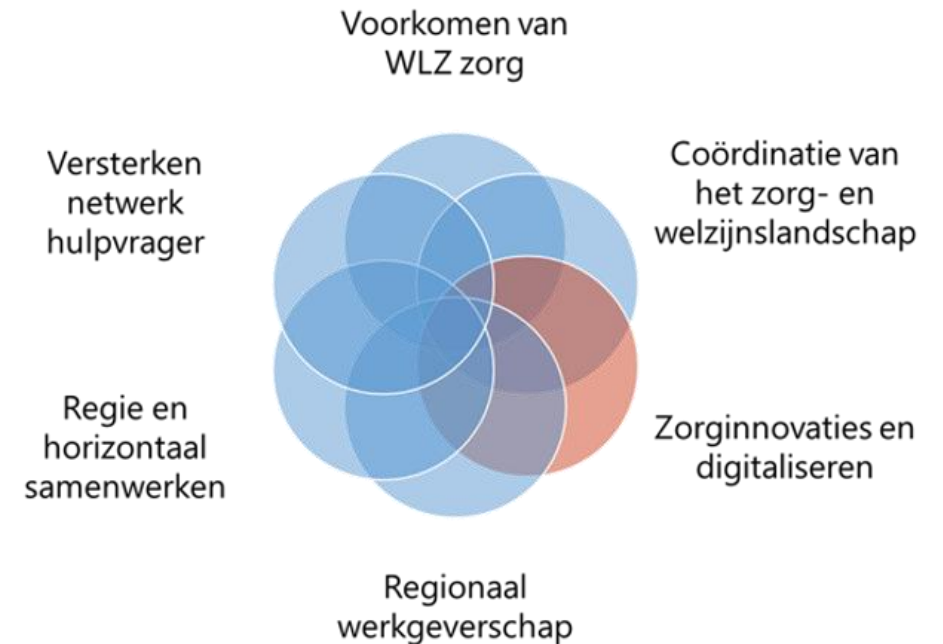 Voorkomen van
WLZ zorg
Coördinatie van
het zorg- en
welzijnslandschap
Zorginnovaties en
digitaliseren
Regionaal
werkgeverschap
Regie en
horizontaal
samenwerken
Versterken
netwerk
hulpvrager